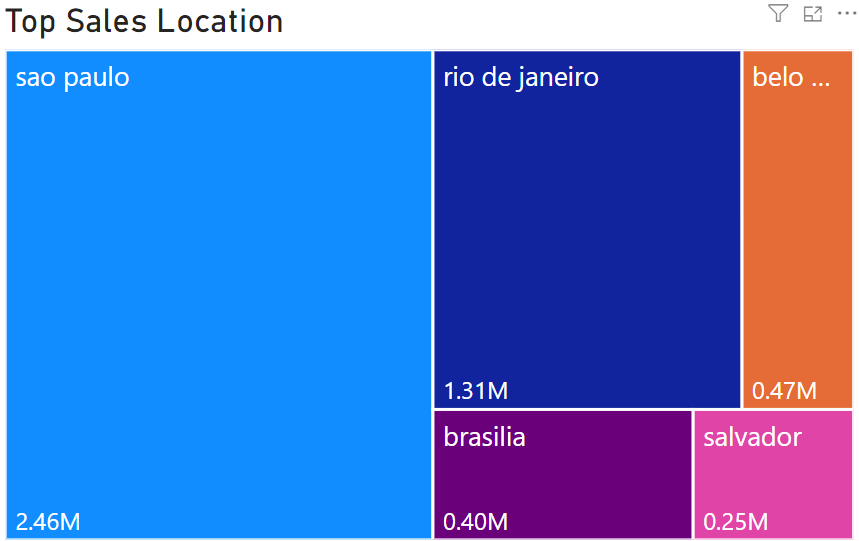 Top Sales Location
sao paulo
2.46M
rio de janeiro
1.31M
belo ...
0.47M
brasilia
0.40M
salvador
0.25M